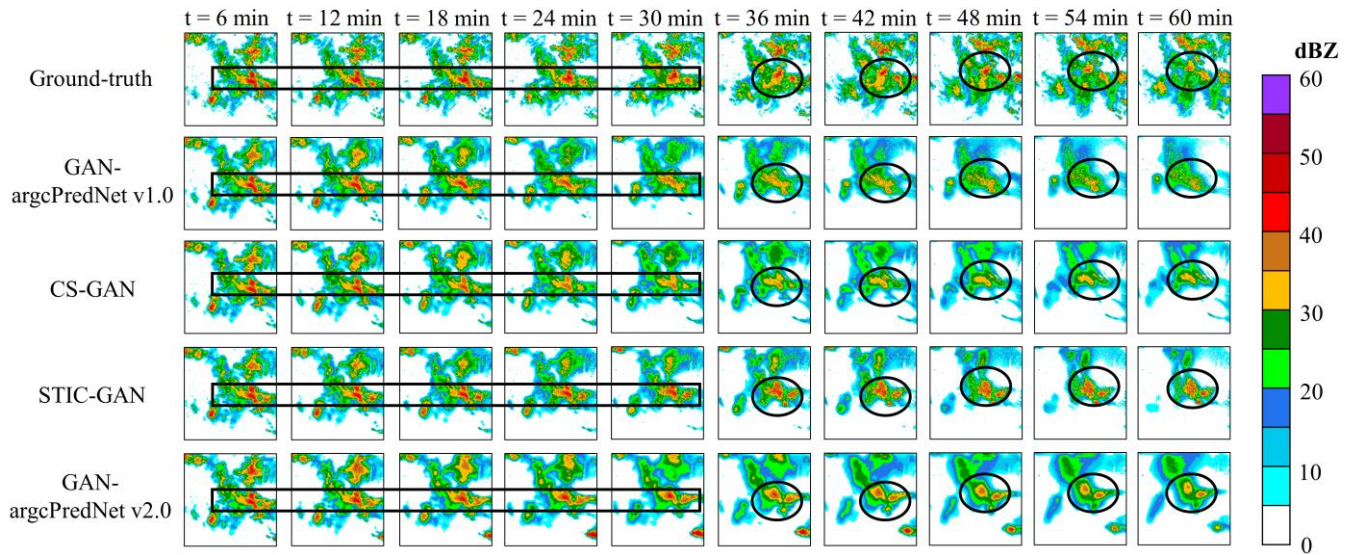 t = 6 min t = 12 min t = 18 min t = 24 min t = 30 min t = 36 min t = 42 min t = 48 min t = 54 min t = 60 min
dBZ
Ground-truth
60
GAN-
argcPredNet v1.0
50
40
CS-GAN
30
STIC-GAN
20
GAN-
argcPredNet v2.0
10
0